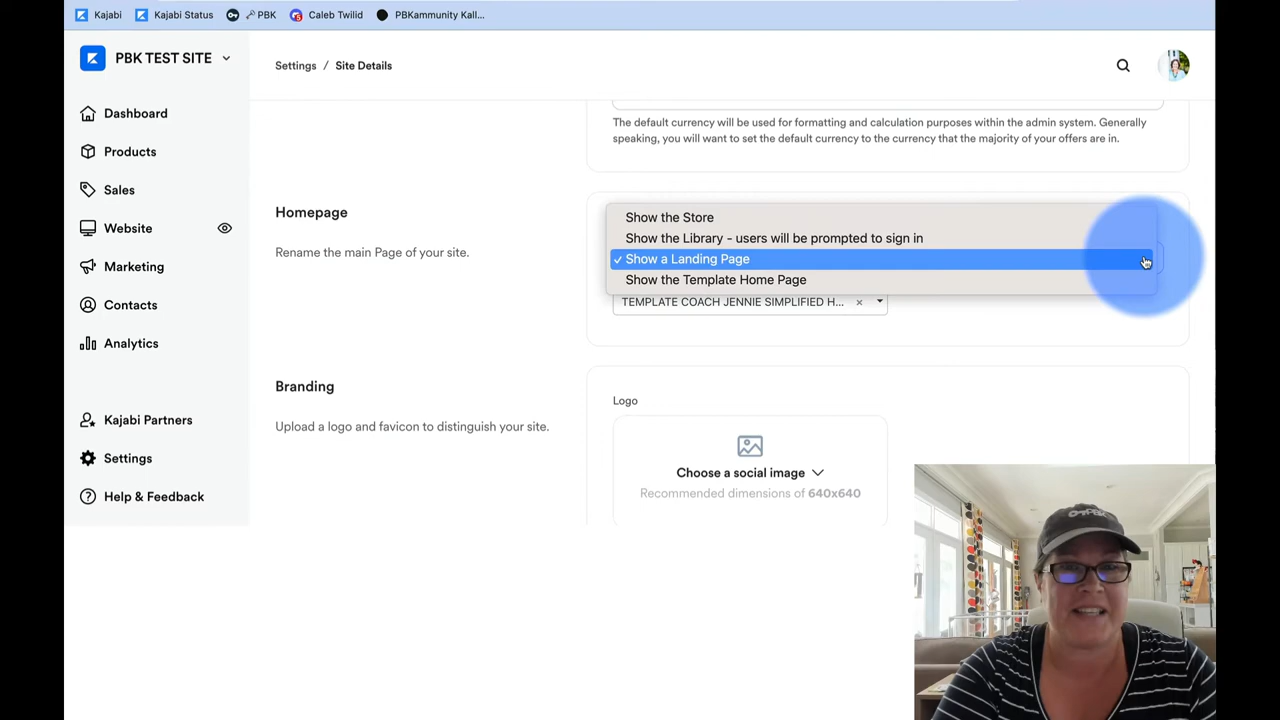 Kajabi
Kajabi Status
PBK
Caleb Twilid
PBKammunity Kall...
PBK TEST SITE
Settings / Site Details
Dashboard
Products
Sales
Website
Marketing
Contacts
Analytics
Kajabi Partners
Settings
Help & Feedback
The default currency will be used for formatting and calculation purposes within the admin system. Generally
speaking, you will want to set the default currency to the currency that the majority of your offers are in.
Homepage
Rename the main Page of your site.
Show the Store
Show the Library - users will be prompted to sign in
✓ Show a Landing Page
Show the Template Home Page
TEMPLATE COACH JENNIE SIMPLIFIED H... ×
Branding
Upload a logo and favicon to distinguish your site.
Logo
Choose a social image
Recommended dimensions of 640x640